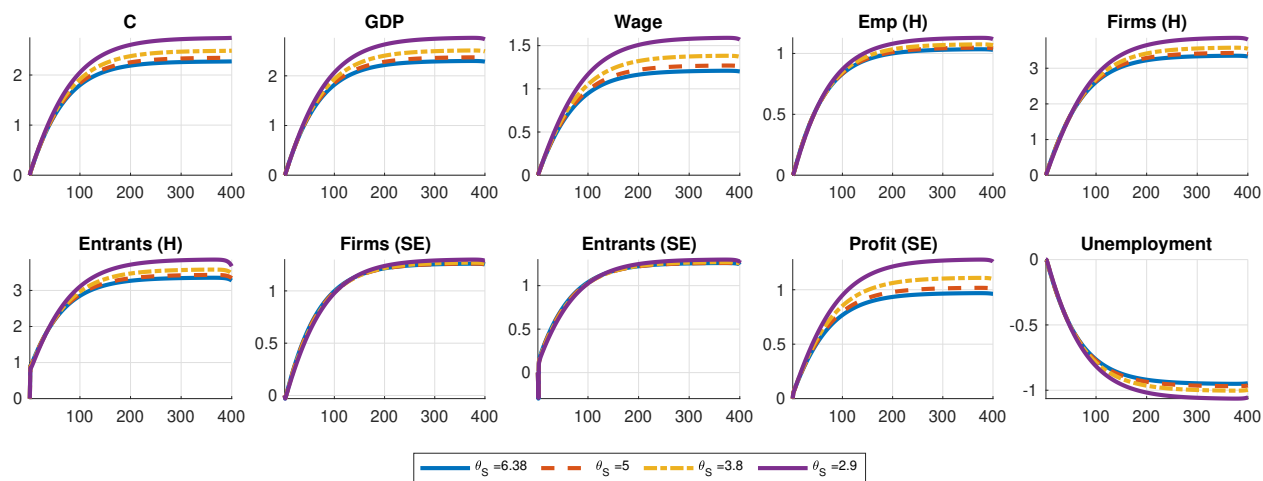 C GDP Wage Emp (H) Firms (H)
2 2 1.5 1 3
1 1 1 0.5 2
0 0 0.5 0 1
0 0
100 200 300 400 100 200 300 400 100 200 300 400 100 200 300 400 100 200 300 400
Entrants (H) Firms (SE) Entrants (SE) Profit (SE) Unemployment
3 1 1 1 0
2 0.5 0.5 0.5 -0.5
1 0 0 0 -1
0
100 200 300 400 100 200 300 400 100 200 300 400 100 200 300 400 100 200 300 400
θS =6.38 θS =5 θS =3.8 θS =2.9